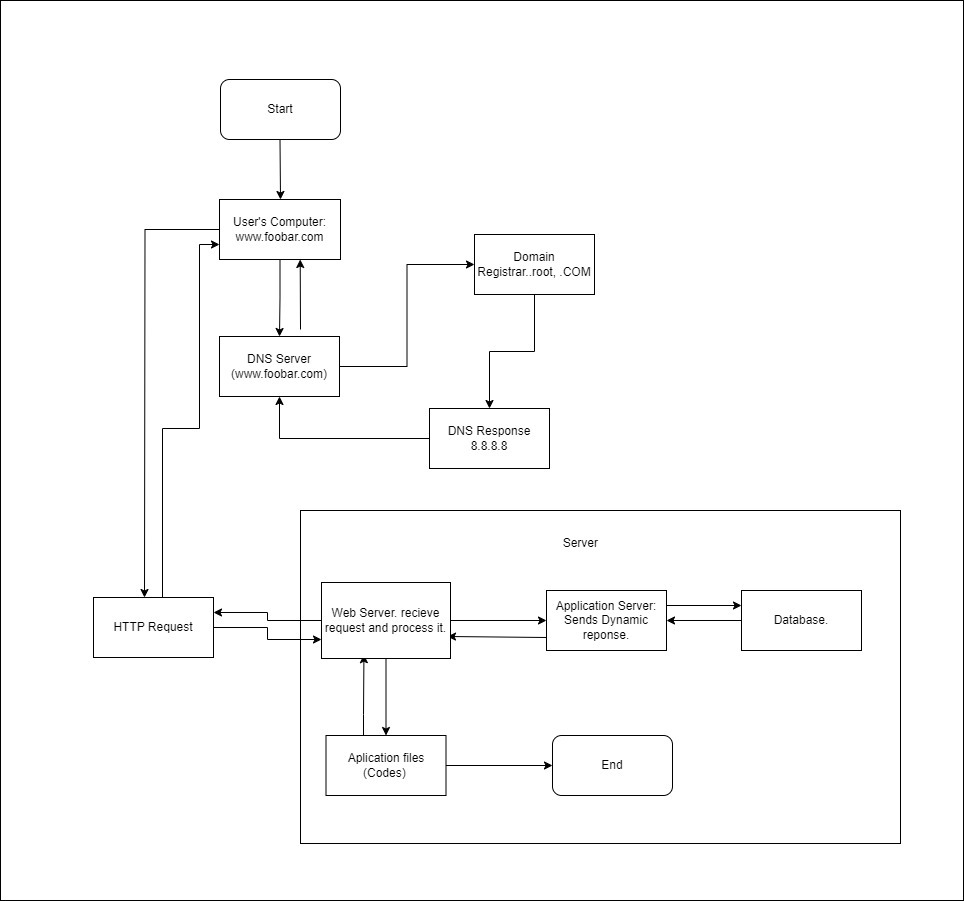 Start
User's Computer:
www.foobar.com
Domain
Registrar..root, .COM
DNS Server
(www.foobar.com)
DNS Response
8.8.8.8
Server
HTTP Request
Web Server. recieve
request and process it.
Application Server:
Sends Dynamic
reponse.
Database.
Aplication files
(Codes)
End